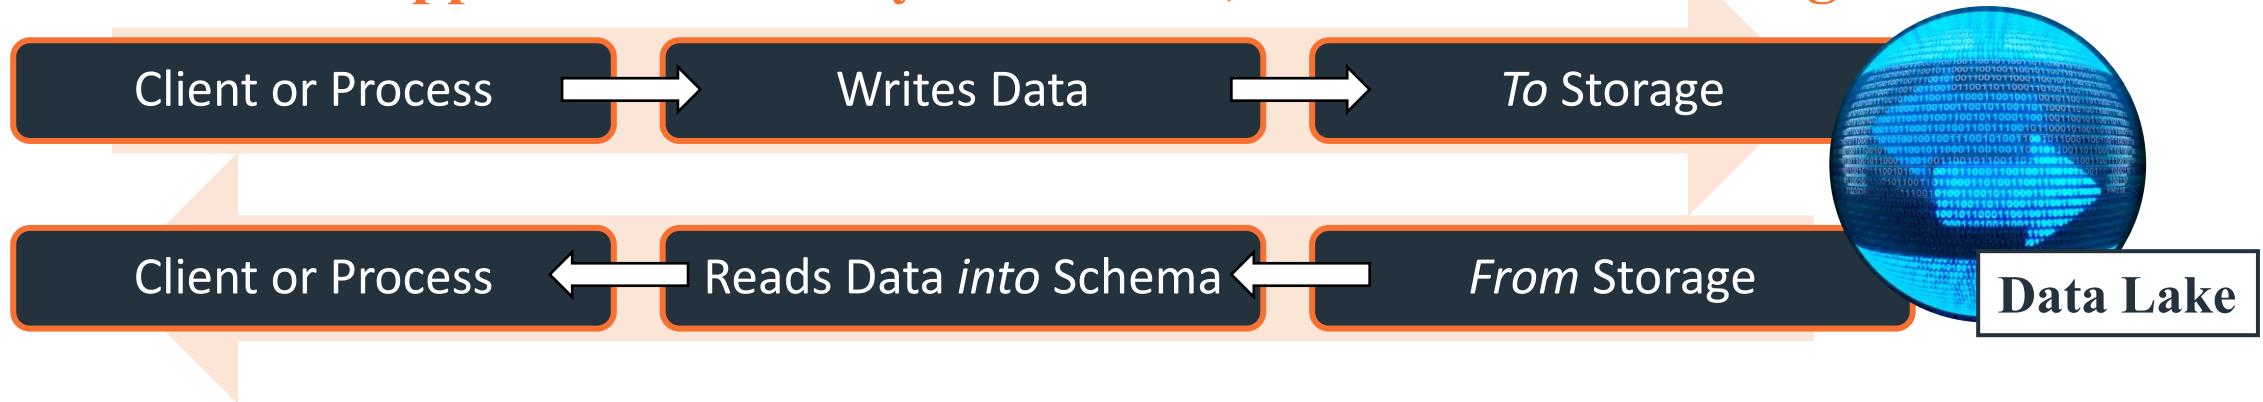 Client or Process
Writes Data
To Storage
Client or Process
Reads Data into Schema
From Storage
Data Lake